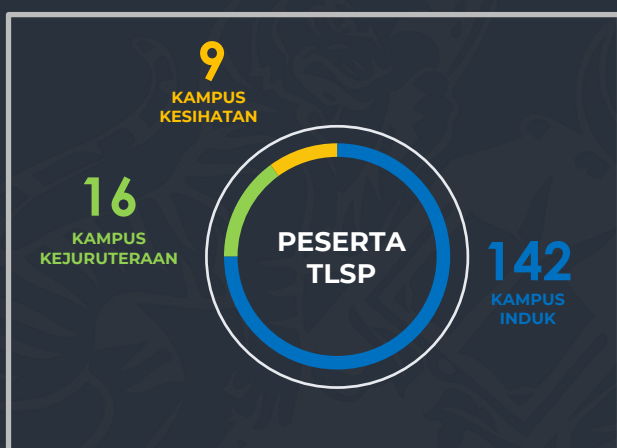 9
KAMPUS
KESIHATAN
16
KAMPUS
KEJURUTERAAN
PESERTA
TLSP
142
KAMPUS
INDUK